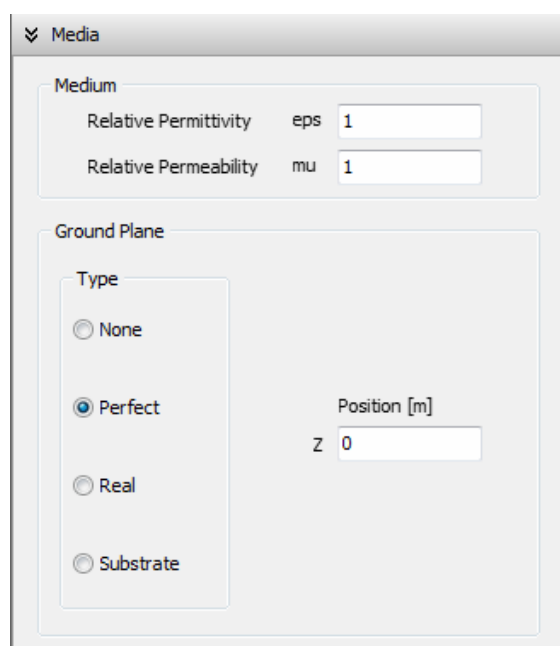 Media
Medium
Relative Permittivity eps 1
Relative Permeability mu 1
Ground Plane
Type
None
Perfect
Position [m]
Z 0
Real
Substrate